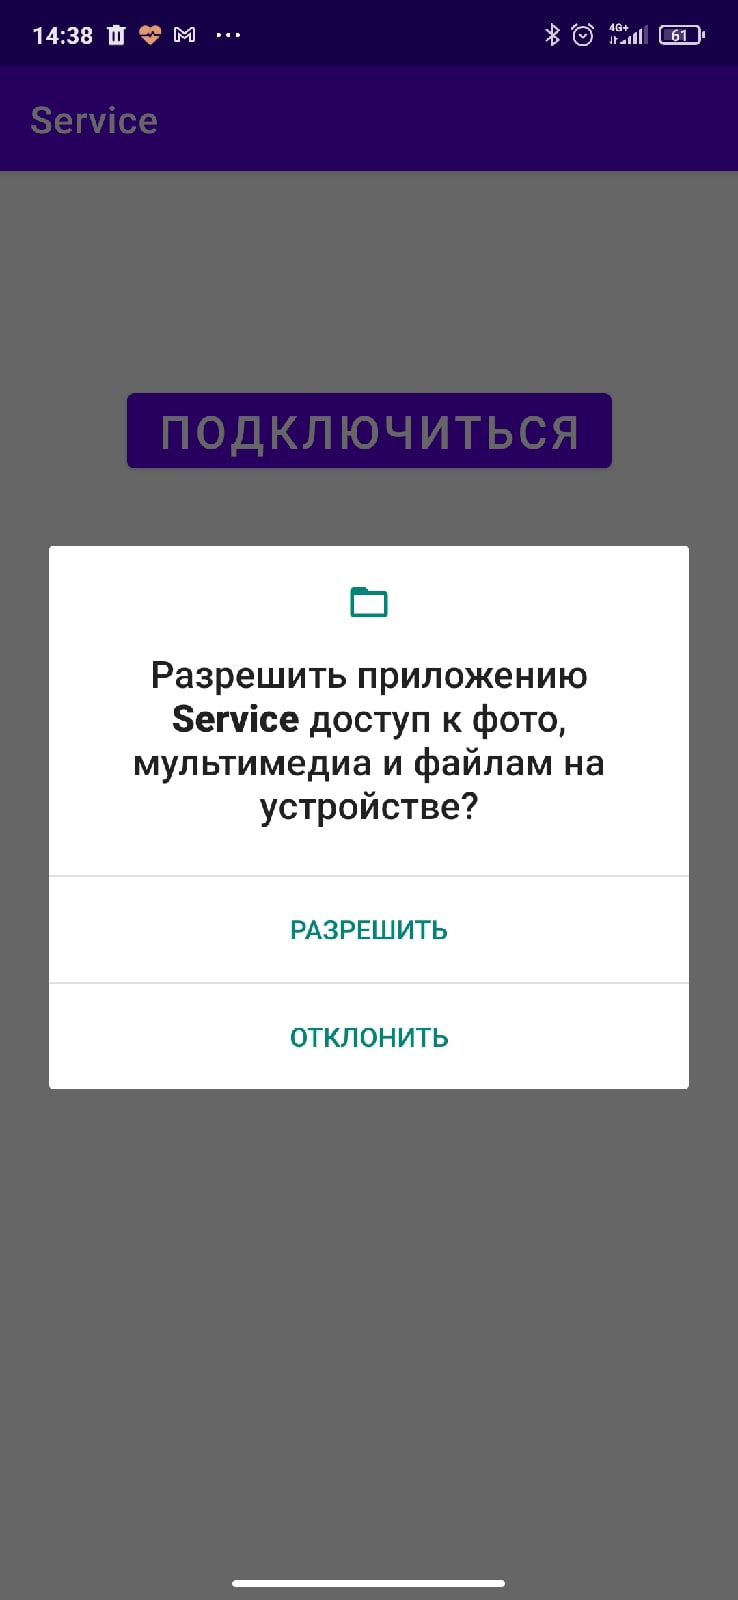 14:38
4G+
61
Service
ПОДКЛЮЧИТЬСЯ
Разрешить приложению
Service доступ к фото,
мультимедиа и файлам на
устройстве?
РАЗРЕШИТЬ
ОТКЛОНИТЬ